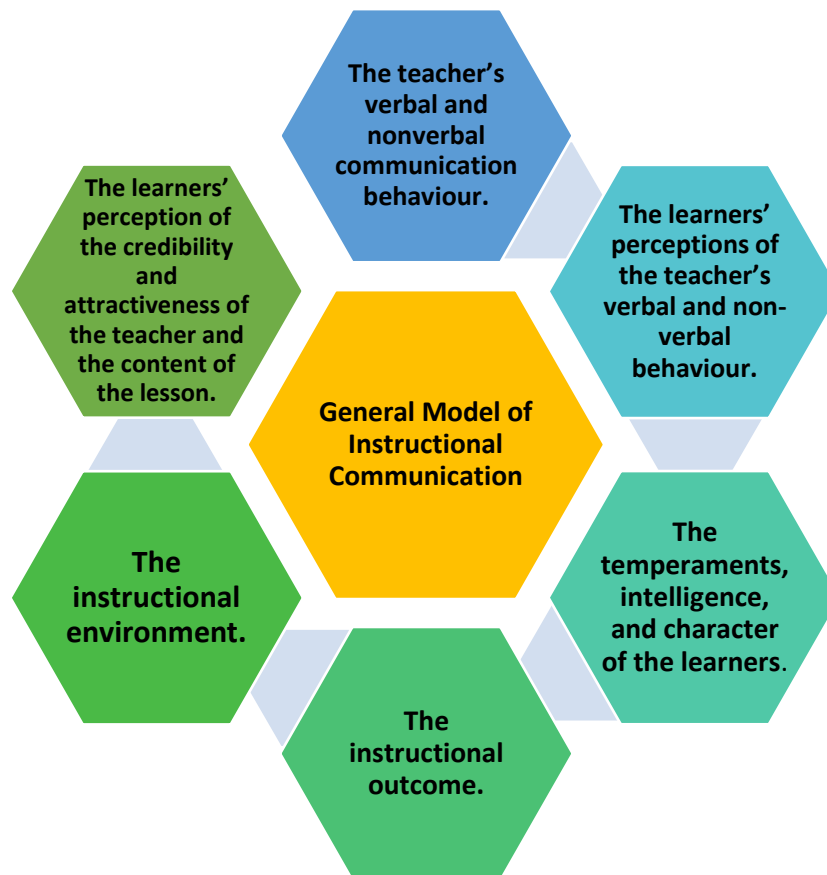 The teacher's
verbal and
nonverbal
communication
behaviour.
The learners'
perceptions of
the teacher's
verbal and non-
verbal
behaviour.
The
temperaments,
intelligence,
and character
of the learners.
The
instructional
outcome.
The
instructional
environment.
The learners'
perception of
the credibility
and
attractiveness of
the teacher and
the content of
the lesson.
General Model of
Instructional
Communication